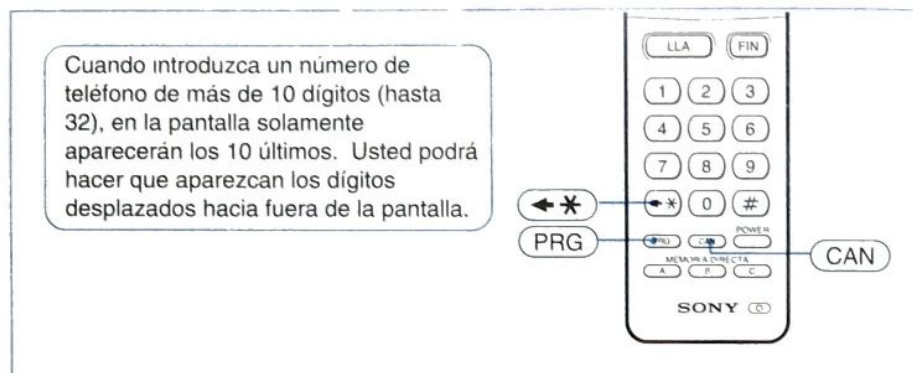 Cuando introduzca un número de
teléfono de más de 10 dígitos (hasta
32), en la pantalla solamente
aparecerán los 10 últimos. Usted podrá
hacer que aparezcan los dígitos
desplazados hacia fuera de la pantalla.
LLA FIN
1 2 3
4 5 6
7 8 9
← * ← * 0 #
PRG PRG CAN POWER CAN
MEMORIA DIRECTA
A B C
SONY